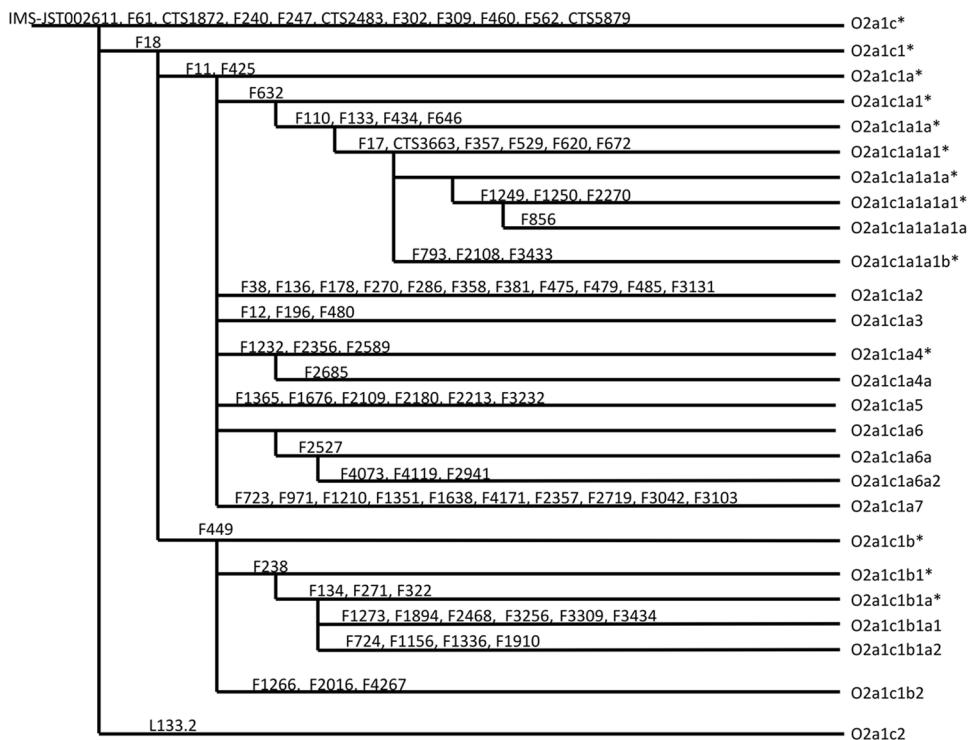 IMS-JST002611, F61, CTS1872, F240, F247, CTS2483, F302, F309, F460, F562, CTS5879 O2a1c*
F18 O2a1c1*
F11, F425 O2a1c1a*
F632 O2a1c1a1*
F110, F133, F434, F646 O2a1c1a1a*
F17, CTS3663, F357, F529, F620, F672 O2a1c1a1a1*
O2a1c1a1a1a*
F1249, F1250, F2270 O2a1c1a1a1a1*
F856 O2a1c1a1a1a1a
F793, F2108, F3433 O2a1c1a1a1b*
F38, F136, F178, F270, F286, F358, F381, F475, F479, F485, F3131 O2a1c1a2
F12, F196, F480 O2a1c1a3
F1232, F2356, F2589 O2a1c1a4*
F2685 O2a1c1a4a
F1365, F1676, F2109, F2180, F2213, F3232 O2a1c1a5
O2a1c1a6
F2527 O2a1c1a6a
F4073, F4119, F2941 O2a1c1a6a2
F723, F971, F1210, F1351, F1638, F4171, F2357, F2719, F3042, F3103 O2a1c1a7
F449 O2a1c1b*
F238 O2a1c1b1*
F134, F271, F322 O2a1c1b1a*
F1273, F1894, F2468, F3256, F3309, F3434 O2a1c1b1a1
F724, F1156, F1336, F1910 O2a1c1b1a2
F1266, F2016, F4267 O2a1c1b2
L133.2 O2a1c2